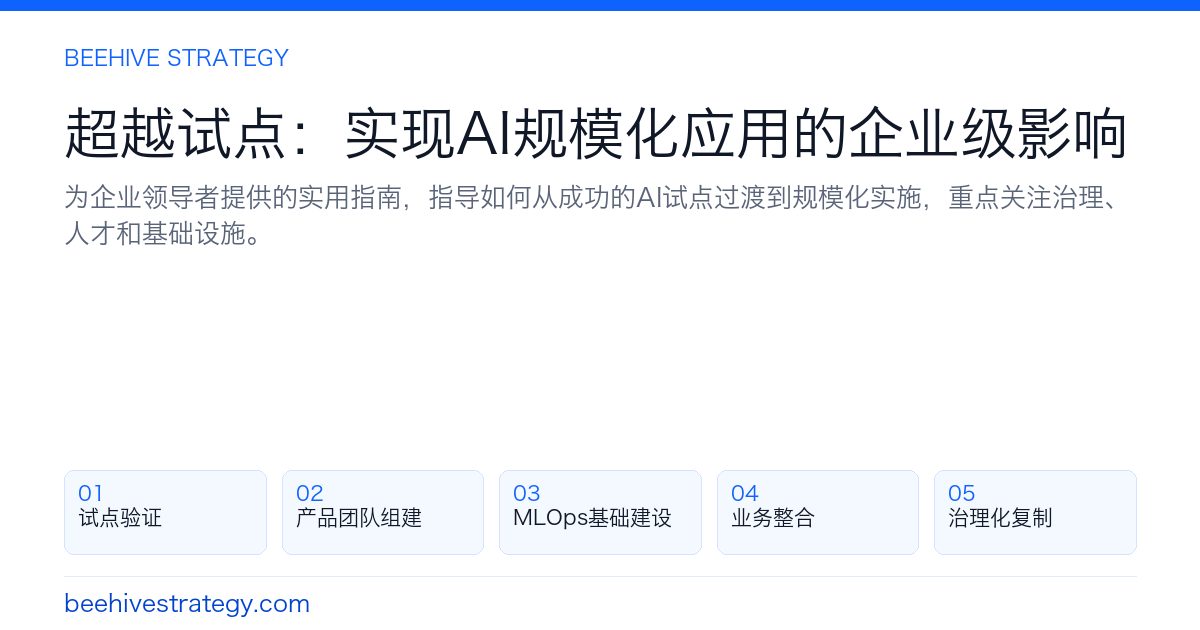 BEEHIVE STRATEGY
超越试点：实现AI规模化应用的企业级影响
为企业领导者提供的实用指南，指导如何从成功的AI试点过渡到规模化实施，重点关注治理、
人才和基础设施。
01
试点验证
02
产品团队组建
03
MLOps基础建设
04
业务整合
05
治理化复制
beehivestrategy.com